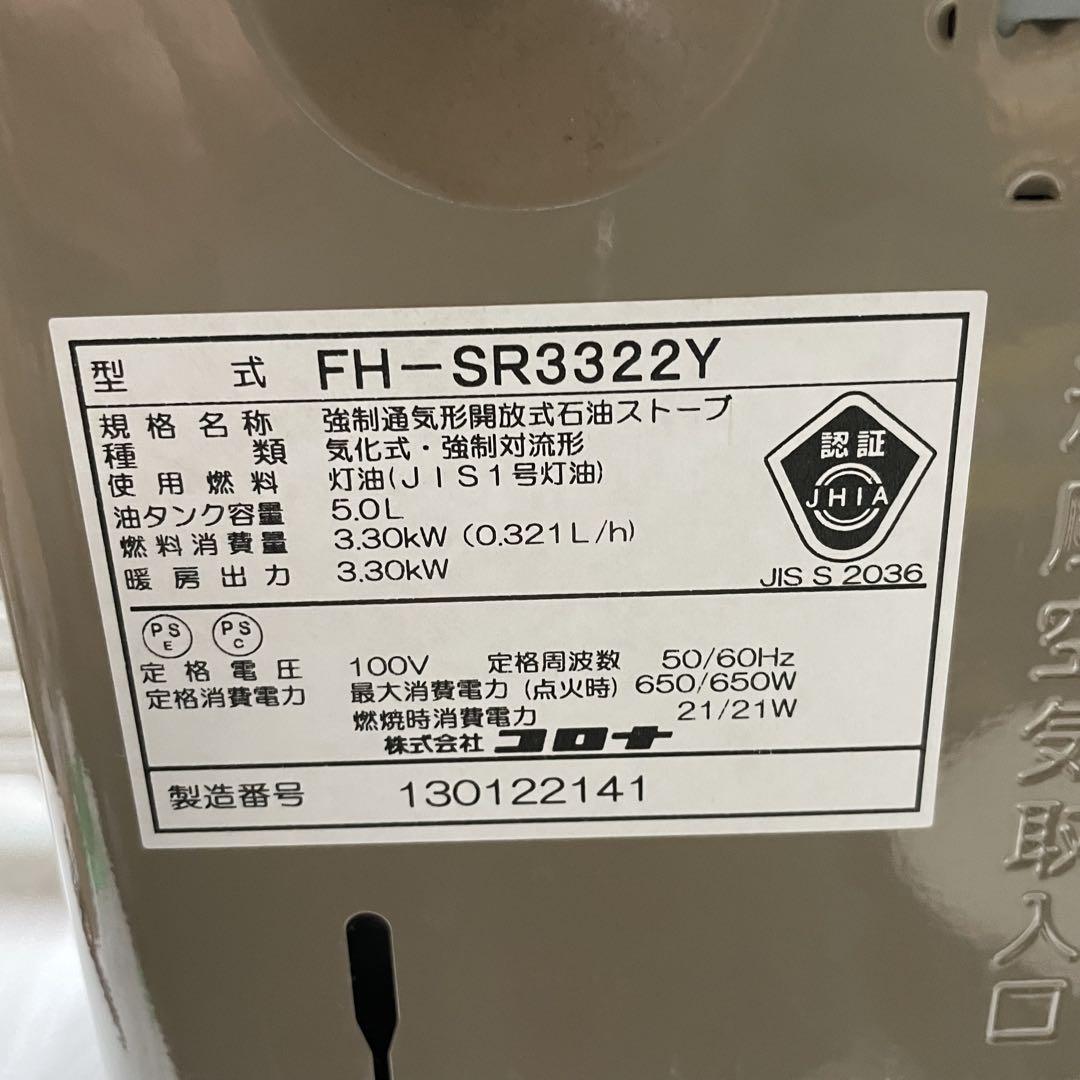 型式 FH-SR3322Y
規格名称 強制通気形開放式石油ストーブ
種類 気化式・強制対流形
使用燃料 灯油(JIS1号灯油)
油タンク容量 5.0L
燃料消費量 3.30kW (0.321L/h)
暖房出力 3.30kW
認証
JHIA
JIS S 2036
PS E PS C
定格電圧 100V 定格周波数 50/60Hz
定格消費電力 最大消費電力 (点火時) 650/650W
燃焼時消費電力 21/21W
株式会社 コロナ
製造番号 130122141
空気取入口